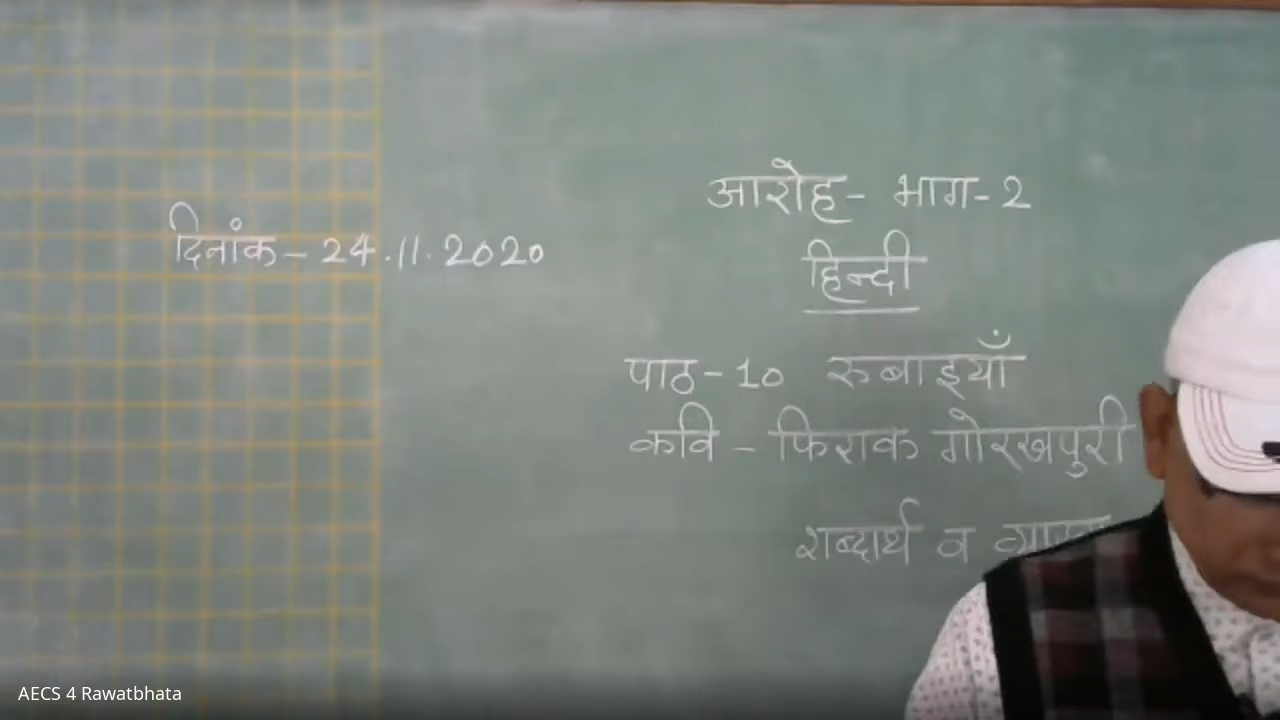 आरोह- भाग-2
दिनांक - 24.11.2020
हिन्दी
पाठ-10 रुबाइयाँ
कवि - फिराक गोरखपुरी
शब्दार्थ व
AECS 4 Rawatbhata